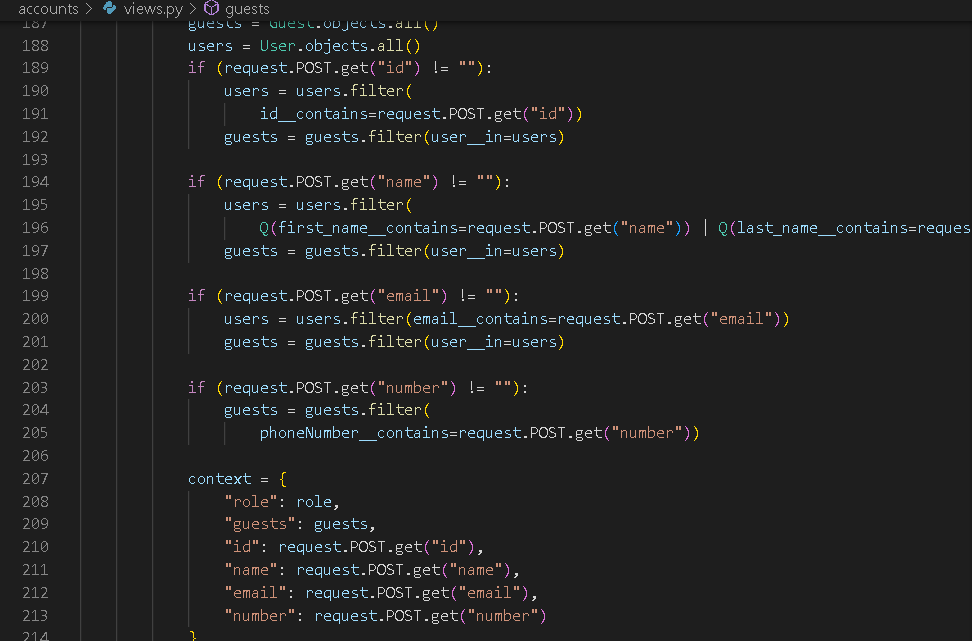 accounts > views.py > guests
187 guests = Guest.objects.all()
188 users = User.objects.all()
189 if (request.POST.get("id") != ""):
190 users = users.filter(
191 id__contains=request.POST.get("id"))
192 guests = guests.filter(user__in=users)
193
194 if (request.POST.get("name") != ""):
195 users = users.filter(
196 Q(first_name__contains=request.POST.get("name")) | Q(last_name__contains=reques
197 guests = guests.filter(user__in=users)
198
199 if (request.POST.get("email") != ""):
200 users = users.filter(email__contains=request.POST.get("email"))
201 guests = guests.filter(user__in=users)
202
203 if (request.POST.get("number") != ""):
204 guests = guests.filter(
205 phoneNumber__contains=request.POST.get("number"))
206
207 context = {
208 "role": role,
209 "guests": guests,
210 "id": request.POST.get("id"),
211 "name": request.POST.get("name"),
212 "email": request.POST.get("email"),
213 "number": request.POST.get("number")
214 }